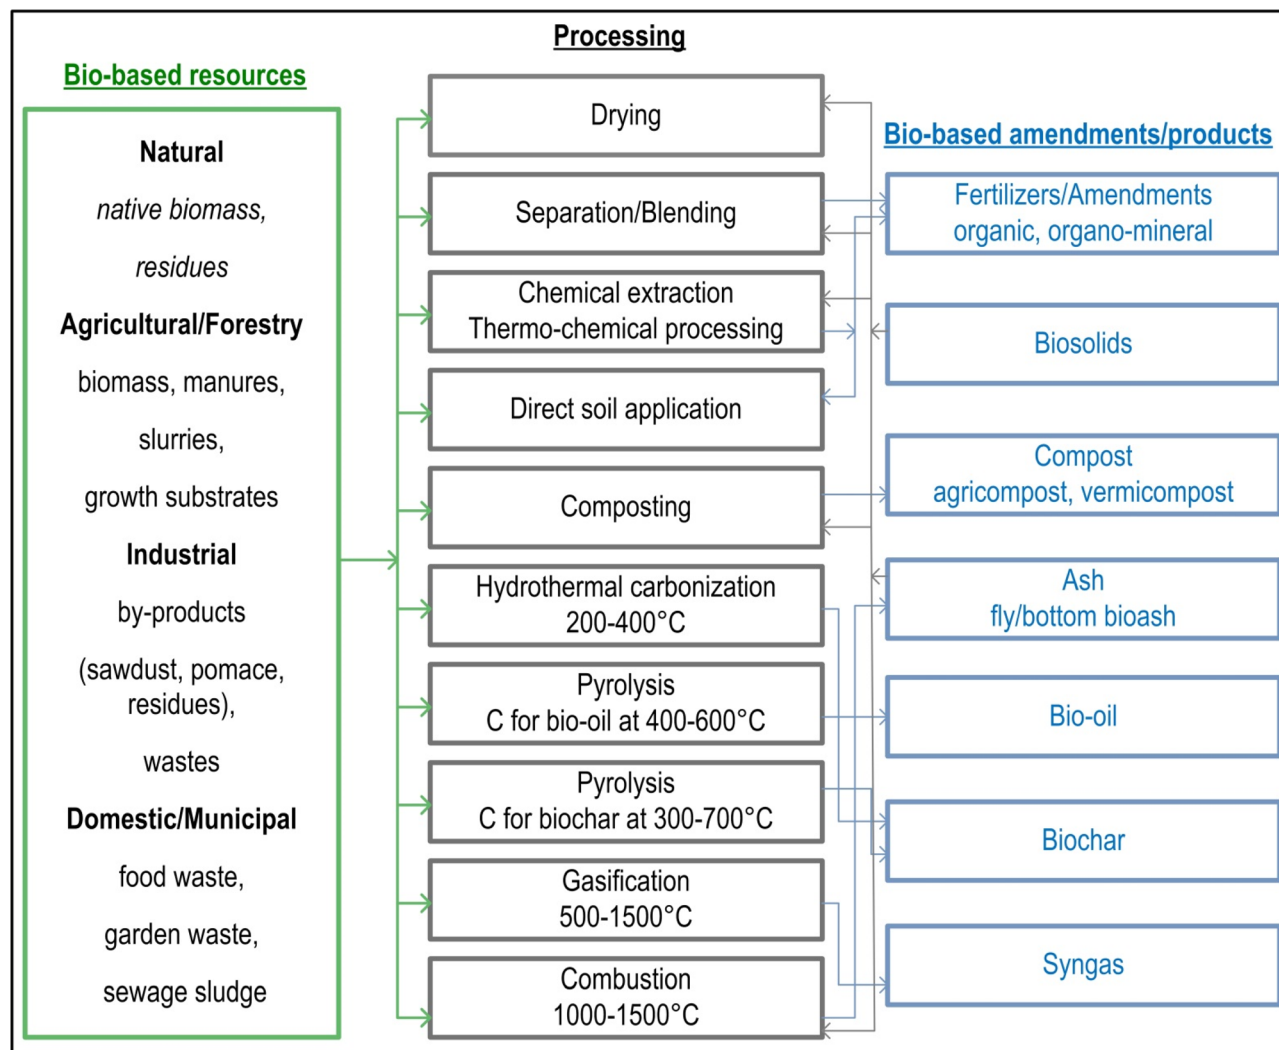 Processing
Bio-based resources
Natural
native biomass,
residues
Agricultural/Forestry
biomass, manures,
slurries,
growth substrates
Industrial
by-products
(sawdust, pomace,
residues),
wastes
Domestic/Municipal
food waste,
garden waste,
sewage sludge
Drying
Separation/Blending
Chemical extraction
Thermo-chemical processing
Direct soil application
Composting
Hydrothermal carbonization
200-400°C
Pyrolysis
C for bio-oil at 400-600°C
Pyrolysis
C for biochar at 300-700°C
Gasification
500-1500°C
Combustion
1000-1500°C
Bio-based amendments/products
Fertilizers/Amendments
organic, organo-mineral
Biosolids
Compost
agricompost, vermicompost
Ash
fly/bottom bioash
Bio-oil
Biochar
Syngas